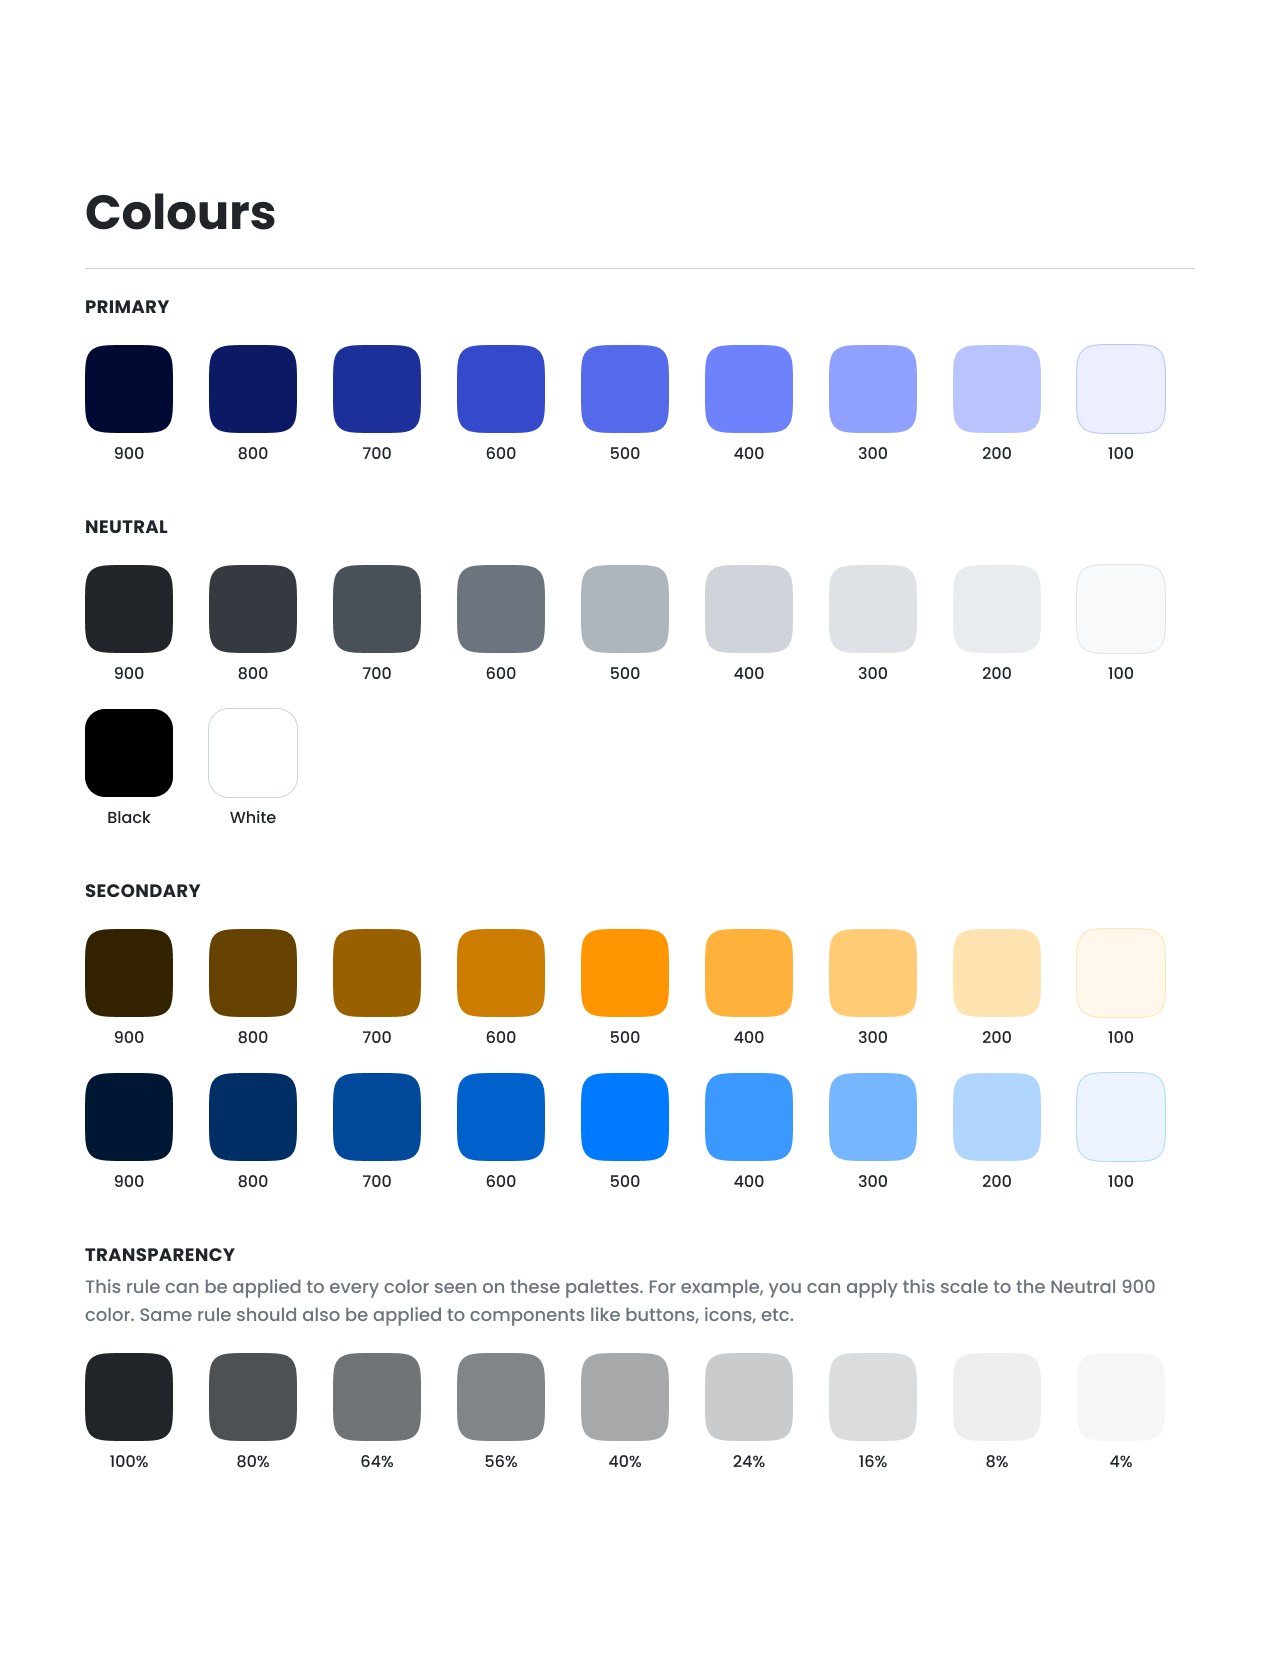 Colours
PRIMARY
900 800 700 600 500 400 300 200 100
NEUTRAL
900 800 700 600 500 400 300 200 100
Black White
SECONDARY
900 800 700 600 500 400 300 200 100
900 800 700 600 500 400 300 200 100
TRANSPARENCY
This rule can be applied to every color seen on these palettes. For example, you can apply this scale to the Neutral 900
color. Same rule should also be applied to components like buttons, icons, etc.
100% 80% 64% 56% 40% 24% 16% 8% 4%